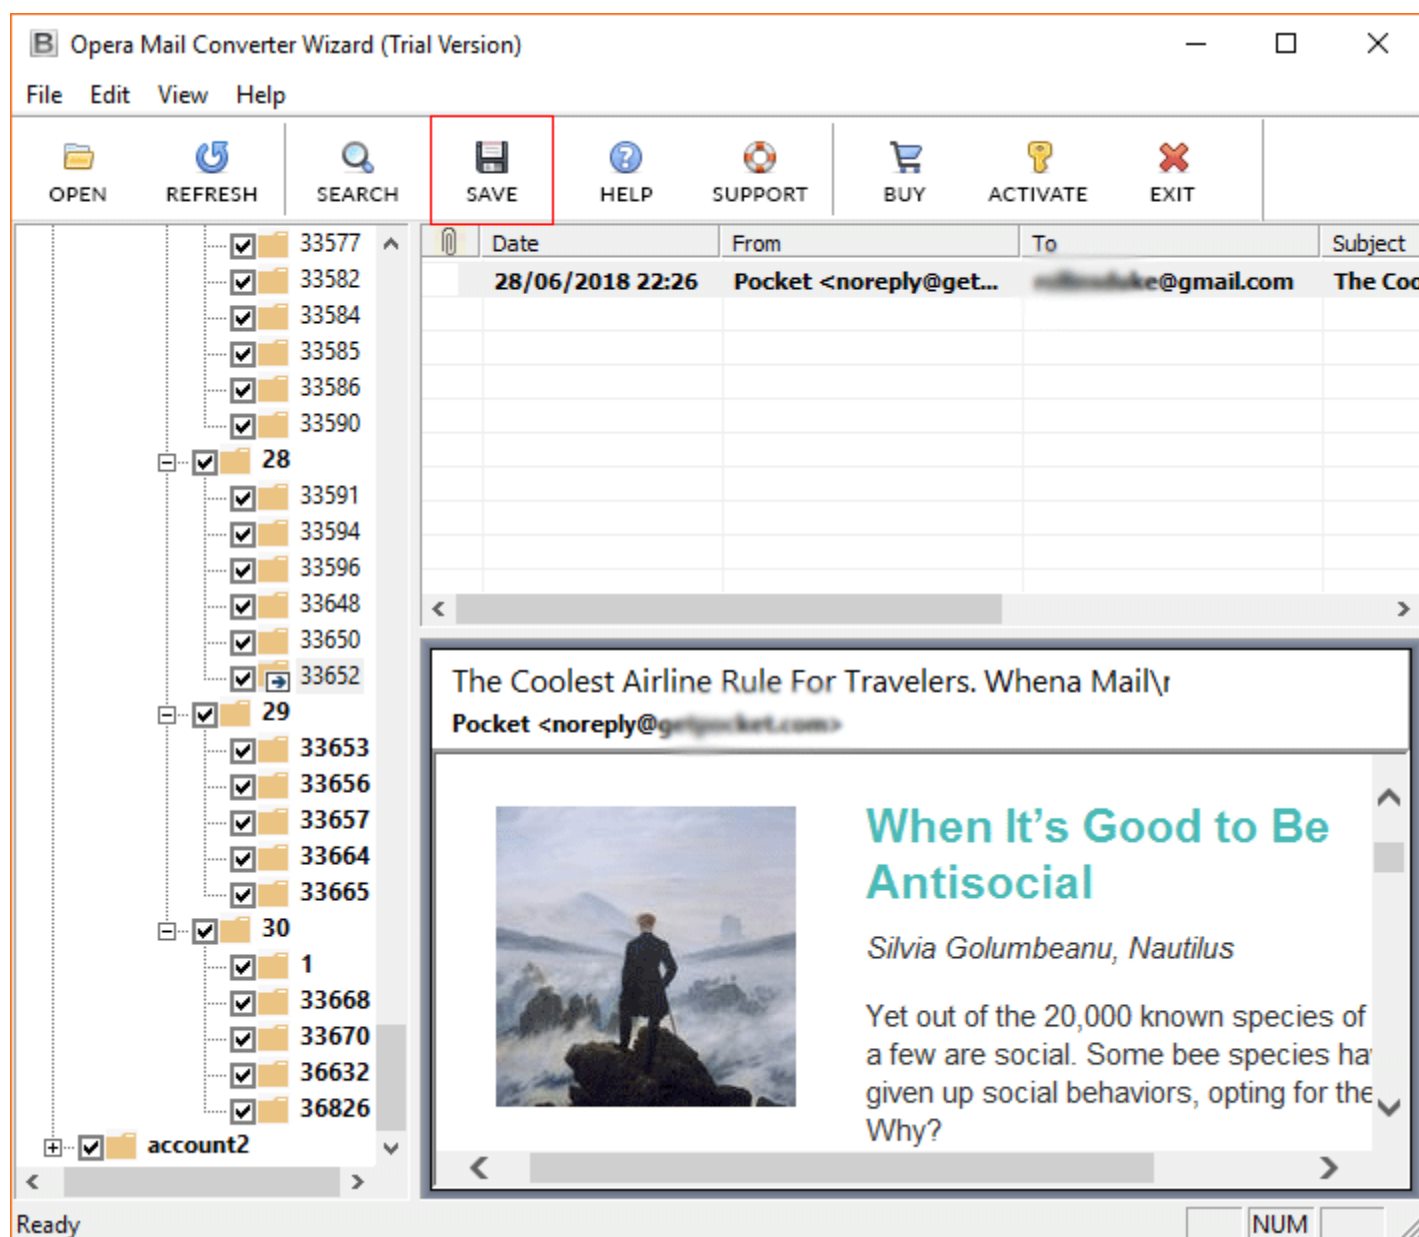 Opera Mail Converter Wizard (Trial Version)
File Edit View Help
OPEN REFRESH SEARCH SAVE HELP SUPPORT BUY ACTIVATE EXIT
33577
33582
33584
33585
33586
33590
28
33591
33594
33596
33648
33650
33652
29
33653
33656
33657
33664
33665
30
1
33668
33670
36632
36826
account2
Date From To Subject
28/06/2018 22:26 Pocket <noreply@get... @gmail.com The Coo
The Coolest Airline Rule For Travelers. Whena Mail\r
Pocket <noreply@
When It’s Good to Be
Antisocial
Silvia Golumbeanu, Nautilus
Yet out of the 20,000 known species of
a few are social. Some bee species hav
given up social behaviors, opting for the
Why?
Ready NUM